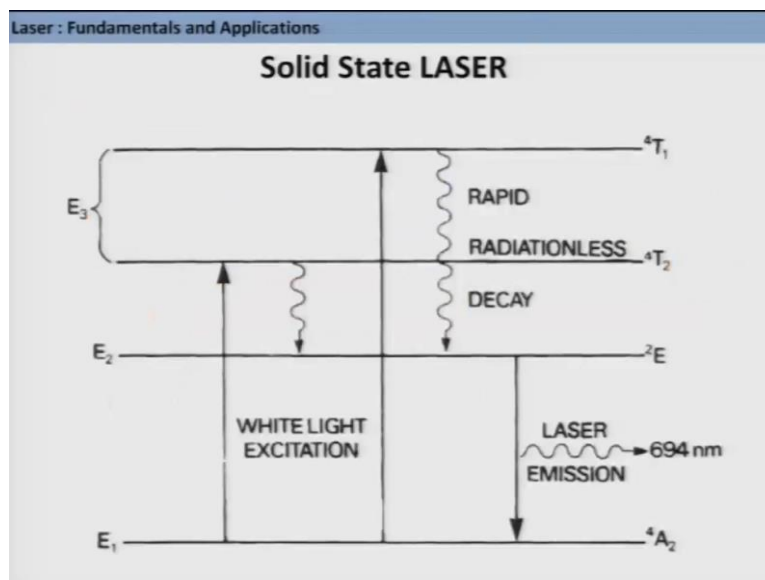 Laser : Fundamentals and Applications
Solid State LASER
⁴T₁
E₃
RAPID
RADIATIONLESS
⁴T₂
DECAY
E₂
²E
WHITE LIGHT
EXCITATION
LASER
694 nm
EMISSION
E₁
⁴A₂